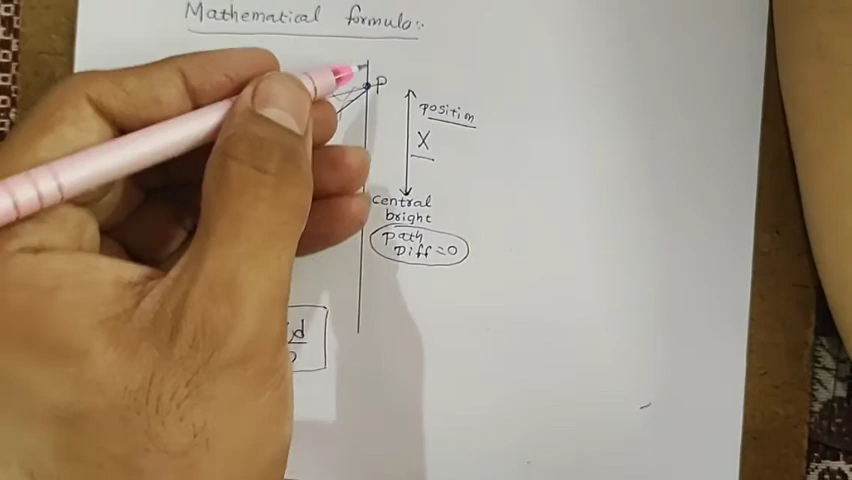 Mathematical formula:-
P
position
X
central
bright
path
Diff = 0
d